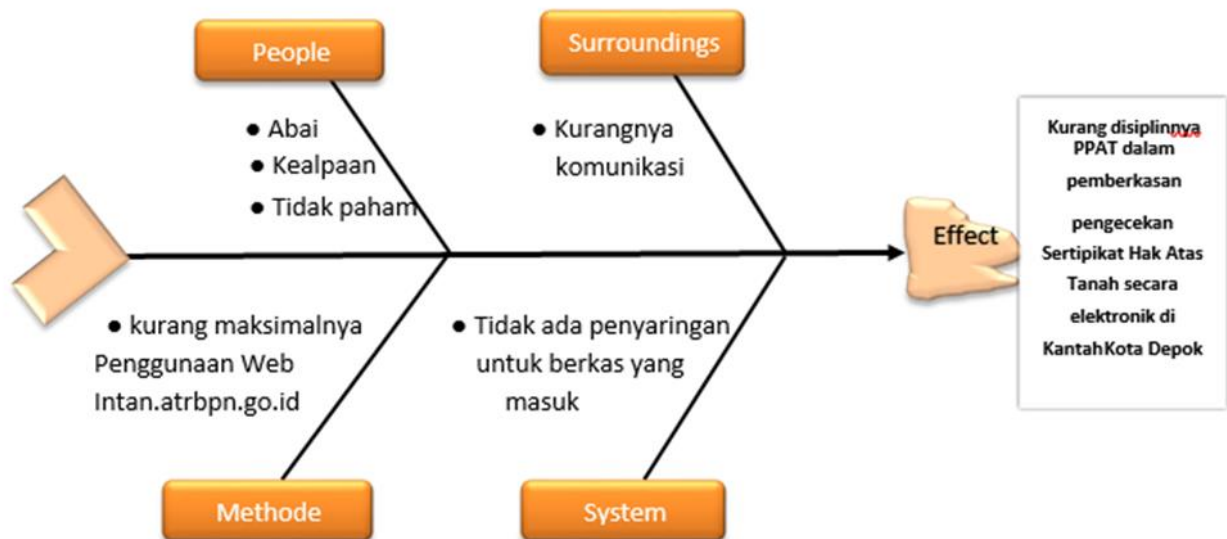 People
Surroundings
● Abai
● Kealpaan
● Tidak paham
● Kurangnya
komunikasi
Effect
Kurang disiplinnya
PPAT dalam
pemberkasan
pengecekan
Sertipikat Hak Atas
Tanah secara
elektronik di
KantahKota Depok
● kurang maksimalnya
Penggunaan Web
Intan.atrbpn.go.id
● Tidak ada penyaringan
untuk berkas yang
masuk
Methode
System